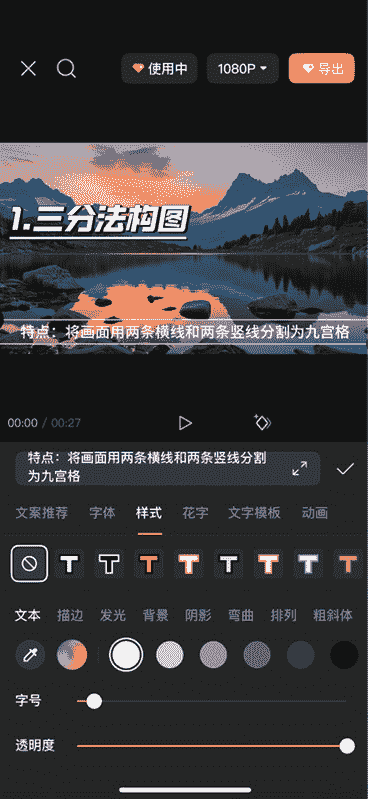 使用中 1080P 导出
1.三分法构图
特点：将画面用两条横线和两条竖线分割为九宫格
00:00 / 00:27
特点：将画面用两条横线和两条竖线分割
为九宫格
文案推荐 字体 样式 花字 文字模板 动画
T T T T T T T T
文本 描边 发光 背景 阴影 弯曲 排列 粗斜体
字号
透明度